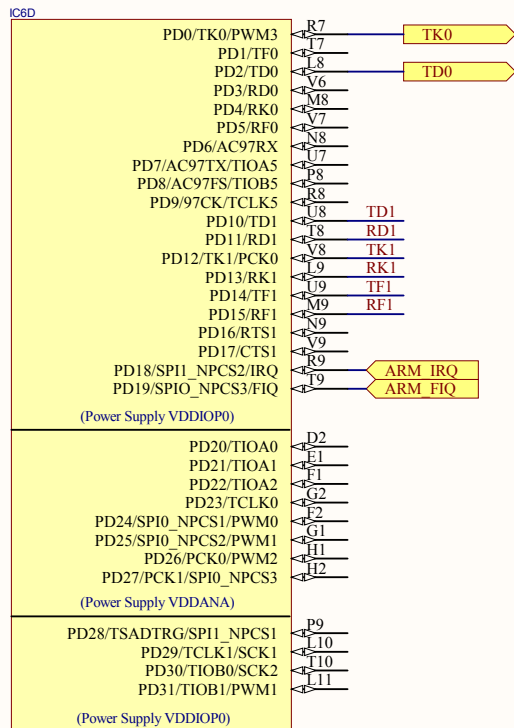 IC6D
PD0/TK0/PWM3 R7 TK0
PD1/TF0 T7
PD2/TD0 L8 TD0
PD3/RD0 V6
PD4/RK0 M8
PD5/RF0 V7
PD6/AC97RX N8
PD7/AC97TX/TIOA5 U7
PD8/AC97FS/TIOB5 P8
PD9/97CK/TCLK5 R8
PD10/TD1 U8 TD1
PD11/RD1 T8 RD1
PD12/TK1/PCK0 V8 TK1
PD13/RK1 L9 RK1
PD14/TF1 U9 TF1
PD15/RF1 M9 RF1
PD16/RTS1 N9
PD17/CTS1 V9
PD18/SPI1_NPCS2/IRQ R9 ARM_IRQ
PD19/SPIO_NPCS3/FIQ T9 ARM_FIQ
(Power Supply VDDIOP0)
PD20/TIOA0 D2
PD21/TIOA1 E1
PD22/TIOA2 F1
PD23/TCLK0 G2
PD24/SPI0_NPCS1/PWM0 F2
PD25/SPI0_NPCS2/PWM1 G1
PD26/PCK0/PWM2 H1
PD27/PCK1/SPI0_NPCS3 H2
(Power Supply VDDANA)
PD28/TSADTRG/SPI1_NPCS1 P9
PD29/TCLK1/SCK1 L10
PD30/TIOB0/SCK2 T10
PD31/TIOB1/PWM1 L11
(Power Supply VDDIOP0)